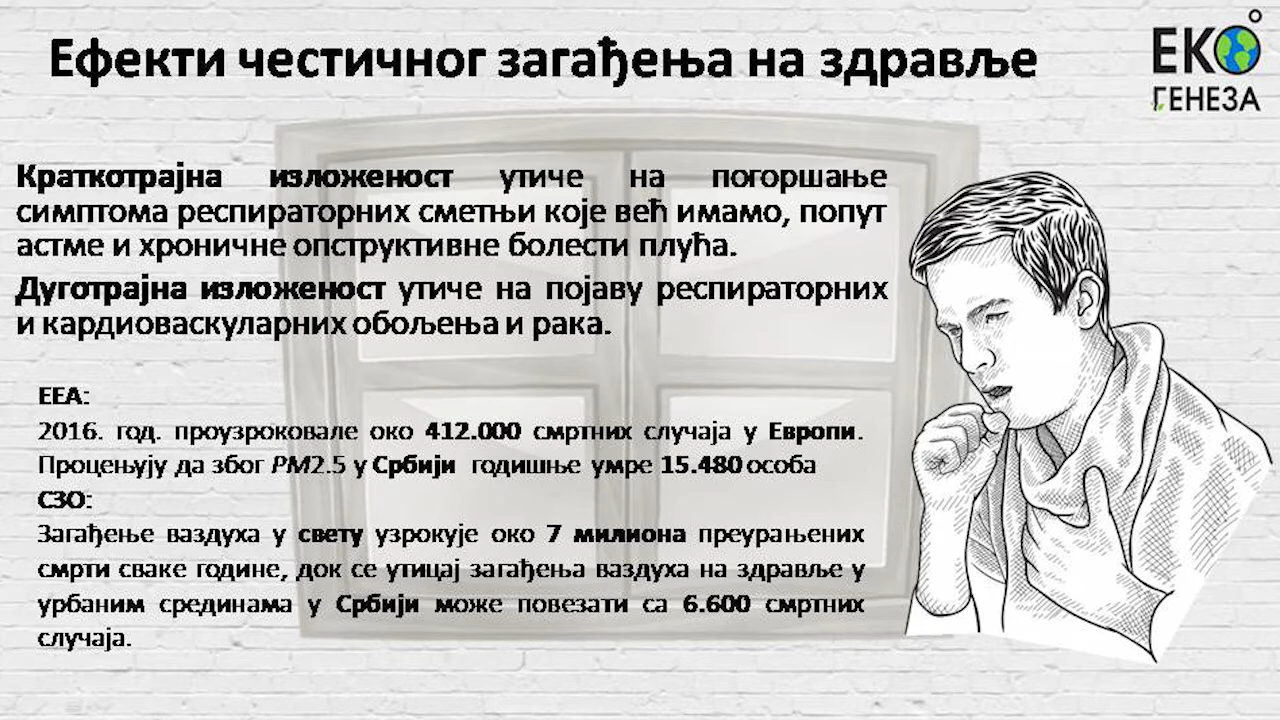 Ефекти честичног загађења на здравље
ЕКО
ГЕНЕЗА
Краткотрајна изложеност утиче на погоршање
симптома респираторних сметњи које већ имамо, попут
астме и хроничне опструктивне болести плућа.
Дуготрајна изложеност утиче на појаву респираторних
и кардиоваскуларних обољења и рака.
ЕЕА:
2016. год. проузроковале око 412.000 смртних случаја у Европи.
Процењују да због PM2.5 у Србији годишње умре 15.480 особа
СЗО:
Загађење ваздуха у свету узрокује око 7 милиона преурањених
смрти сваке године, док се утицај загађења ваздуха на здравље у
урбаним срединама у Србији може повезати са 6.600 смртних
случаја.